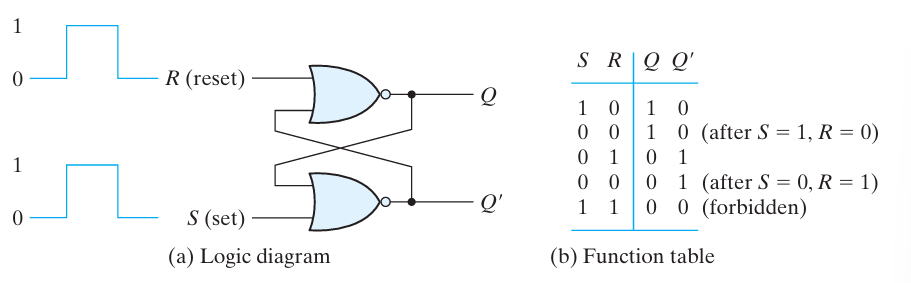 1
0
R (reset)
Q
1
0
S (set)
Q′
(a) Logic diagram
S R Q Q′
1 0 1 0
0 0 1 0 (after S = 1, R = 0)
0 1 0 1
0 0 0 1 (after S = 0, R = 1)
1 1 0 0 (forbidden)
(b) Function table